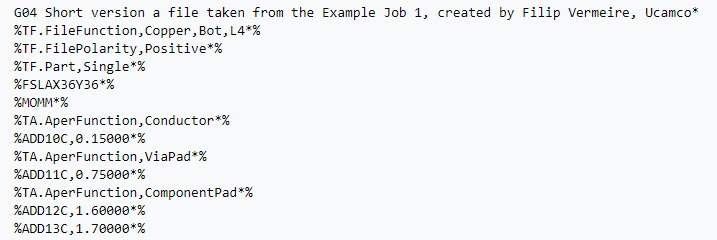 G04 Short version a file taken from the Example Job 1, created by Filip Vermeire, Ucamco*
%TF.FileFunction,Copper,Bot,L4*%
%TF.FilePolarity,Positive*%
%TF.Part,Single*%
%FSLAX36Y36*%
%MOMM*%
%TA.AperFunction,Conductor*%
%ADD10C,0.15000*%
%TA.AperFunction,ViaPad*%
%ADD11C,0.75000*%
%TA.AperFunction,ComponentPad*%
%ADD12C,1.60000*%
%ADD13C,1.70000*%